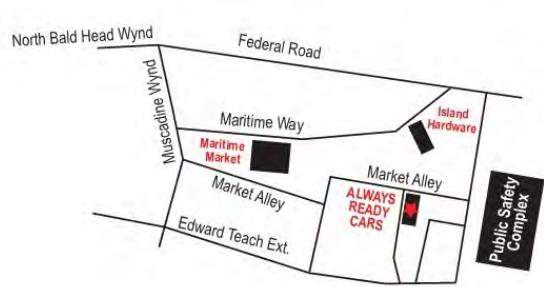 North Bald Head Wynd
Federal Road
Muscadine Wynd
Maritime Way
Island
Hardware
Maritime
Market
Market Alley
Market Alley
ALWAYS
READY
CARS
Public Safety
Complex
Edward Teach Ext.